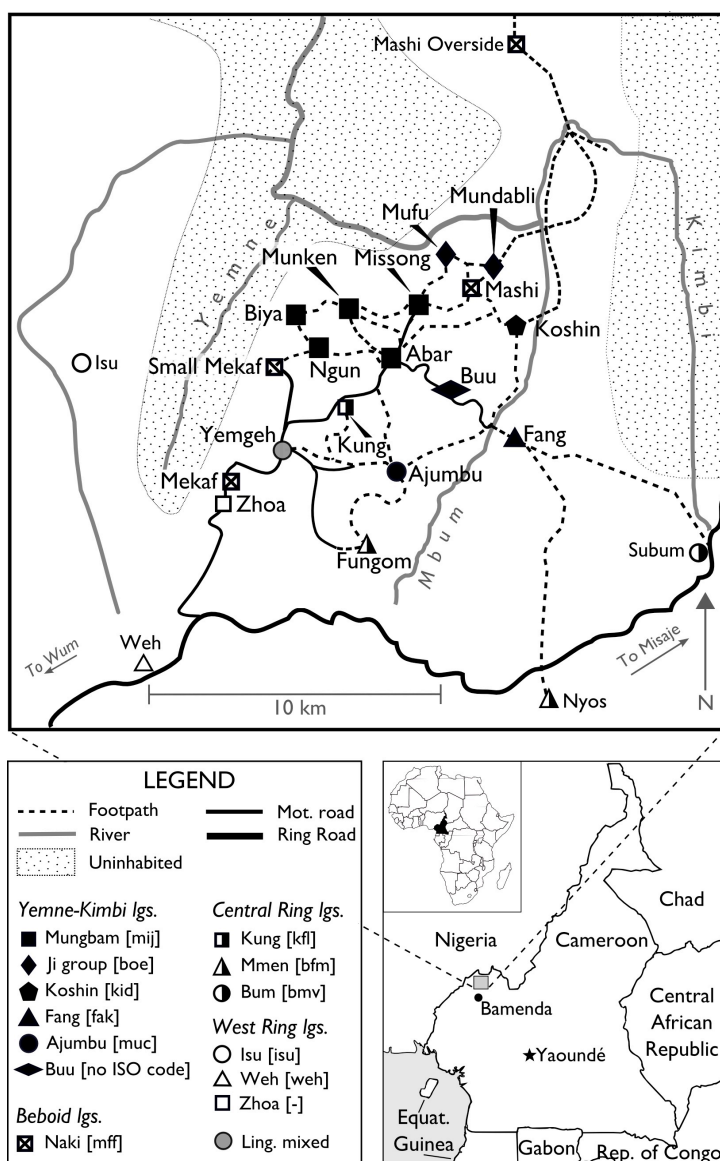 Mashi Overside
Mundabli
Mufu
Munken
Missong
Yemne
Kimbi
Mashi
Biya
Koshin
Isu
Small Mekaf
Ngun
Abar
Buu
Yemgeh
Kung
Fang
Mekaf
Ajumbu
Zhoa
Mbum
Fungom
Subum
Weh
To Wum
To Misaje
10 km
Nyos
N
LEGEND
Footpath
Mot. road
River
Ring Road
Uninhabited
Yemne-Kimbi lgs.
Mungbam [mij]
Ji group [boe]
Koshin [kid]
Fang [fak]
Ajumbu [muc]
Buu [no ISO code]
Beboid lgs.
Naki [mff]
Central Ring lgs.
Kung [kfl]
Mmen [bfm]
Bum [bmv]
West Ring lgs.
Isu [isu]
Weh [weh]
Zhoa [-]
Ling. mixed
Chad
Nigeria
Cameroon
Bamenda
Central
African
Republic
Yaoundé
Equat.
Guinea
Gabon
Rep. of Congo